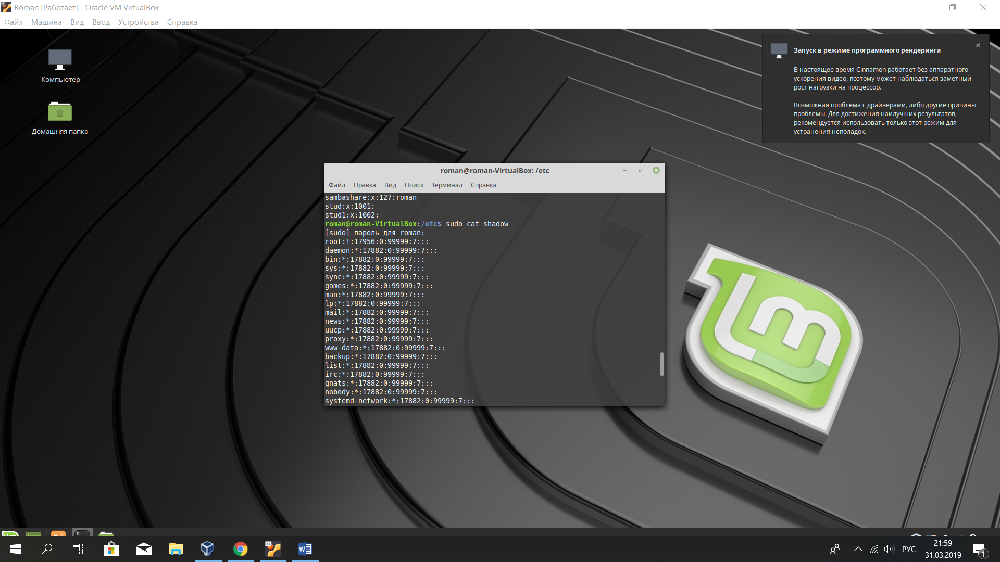 Roman [Работает] - Oracle VM VirtualBox
Файл Машина Вид Ввод Устройства Справка
Компьютер
Домашняя папка
Запуск в режиме программного рендеринга
В настоящее время Cinnamon работает без аппаратного
ускорения видео, поэтому может наблюдаться заметный
рост нагрузки на процессор.
Возможная проблема с драйверами, либо другие причины
проблемы. Для достижения наилучших результатов,
рекомендуется использовать только этот режим для
устранения неполадок.
roman@roman-VirtualBox: /etc
Файл Правка Вид Поиск Терминал Справка
sambashare:x:127:roman
stud:x:1001:
stud1:x:1002:
roman@roman-VirtualBox:/etc$ sudo cat shadow
[sudo] пароль для roman:
root:!:17956:0:99999:7:::
daemon:*:17882:0:99999:7:::
bin:*:17882:0:99999:7:::
sys:*:17882:0:99999:7:::
sync:*:17882:0:99999:7:::
games:*:17882:0:99999:7:::
man:*:17882:0:99999:7:::
lp:*:17882:0:99999:7:::
mail:*:17882:0:99999:7:::
news:*:17882:0:99999:7:::
uucp:*:17882:0:99999:7:::
proxy:*:17882:0:99999:7:::
www-data:*:17882:0:99999:7:::
backup:*:17882:0:99999:7:::
list:*:17882:0:99999:7:::
irc:*:17882:0:99999:7:::
gnats:*:17882:0:99999:7:::
nobody:*:17882:0:99999:7:::
systemd-network:*:17882:0:99999:7:::
lm
64
W
РУС
21:59
31.03.2019
1